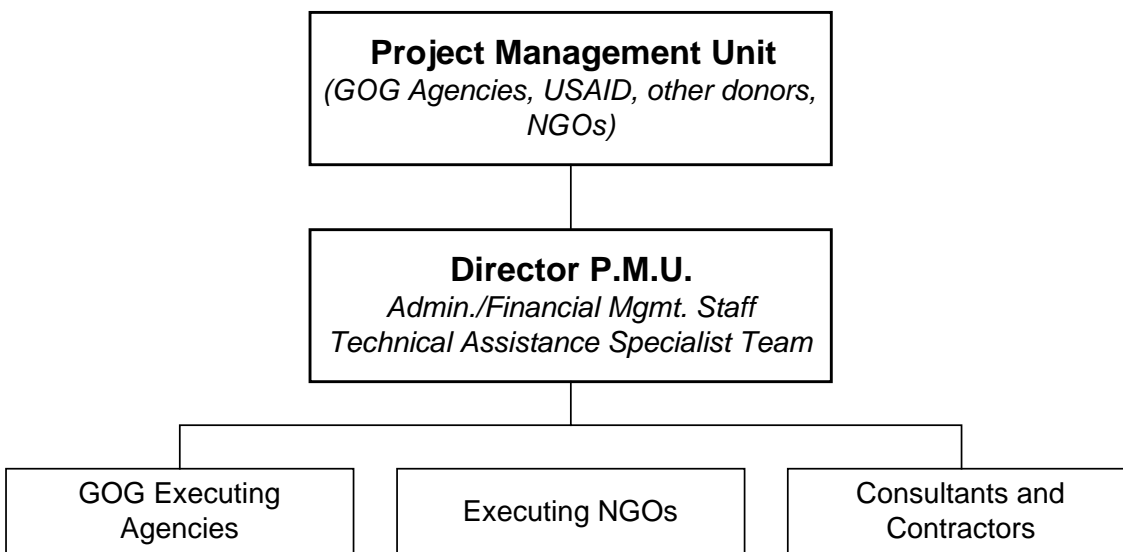 Project Management Unit
(GOG Agencies, USAID, other donors,
NGOs)
Director P.M.U.
Admin./Financial Mgmt. Staff
Technical Assistance Specialist Team
GOG Executing
Agencies
Executing NGOs
Consultants and
Contractors